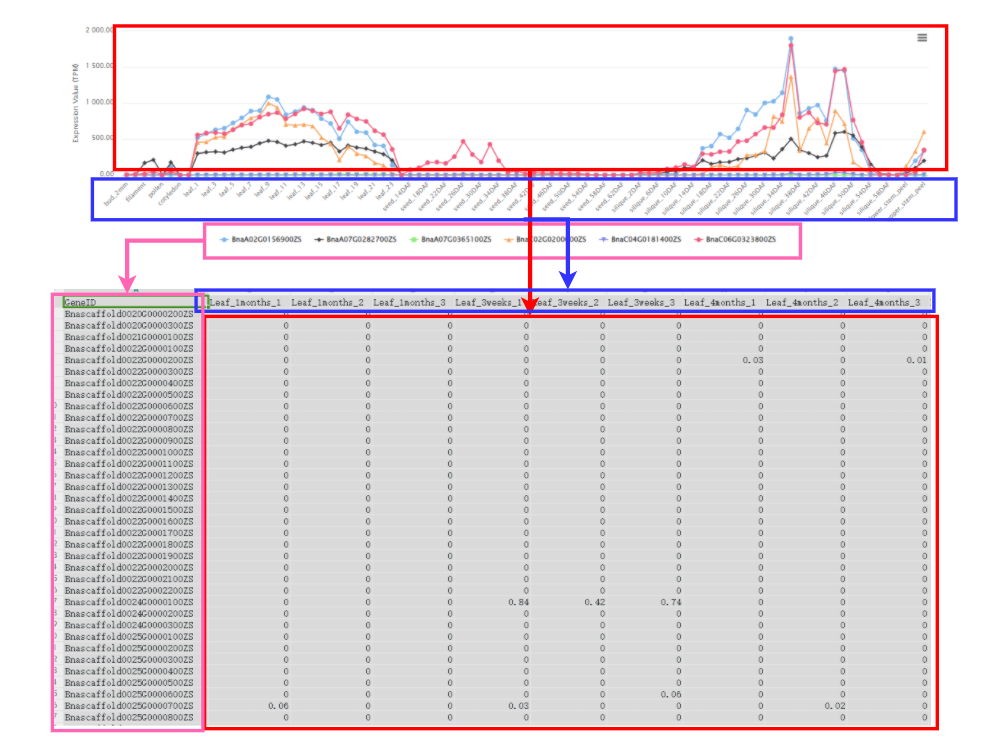 2 000.00
1 500.00
1 000.00
500.00
0.00
Expression Value (TPM)
bud_2mm filament pollen cotyledon leaf_1 leaf_3 leaf_5 leaf_7 leaf_9 leaf_11 leaf_13 leaf_15 leaf_17 leaf_19 leaf_21 leaf_23 seed_14DAF seed_18DAF seed_22DAF seed_26DAF seed_30DAF seed_34DAF seed_38DAF seed_42DAF seed_46DAF seed_50DAF seed_54DAF seed_62DAF silique_2DAF silique_6DAF silique_10DAF silique_14DAF silique_18DAF silique_22DAF silique_26DAF silique_30DAF silique_34DAF silique_38DAF silique_40DAF silique_46DAF silique_50DAF silique_54DAF silique_58DAF
BnaA02G0156900ZS BnaA07G0282700ZS BnaA07G0365100ZS BnaC02G0200600ZS BnaC04G0181400ZS BnaC06G0323800ZS
GeneID Leaf_1months_1 Leaf_1months_2 Leaf_1months_3 Leaf_3weeks_1 Leaf_3weeks_2 Leaf_3weeks_3 Leaf_4months_1 Leaf_4months_2 Leaf_4months_3
Bnascaffold0020G0000200ZS 0 0 0 0 0 0 0 0 0
Bnascaffold0020G0000300ZS 0 0 0 0 0 0 0 0 0
Bnascaffold0021G0000100ZS 0 0 0 0 0 0 0 0 0
Bnascaffold0022G0000100ZS 0 0 0 0 0 0 0 0 0
Bnascaffold0022G0000200ZS 0 0 0 0 0 0 0.03 0 0.01
Bnascaffold0022G0000300ZS 0 0 0 0 0 0 0 0 0
Bnascaffold0022G0000400ZS 0 0 0 0 0 0 0 0 0
Bnascaffold0022G0000500ZS 0 0 0 0 0 0 0 0 0
Bnascaffold0022G0000600ZS 0 0 0 0 0 0 0 0 0
Bnascaffold0022G0000700ZS 0 0 0 0 0 0 0 0 0
Bnascaffold0022G0000800ZS 0 0 0 0 0 0 0 0 0
Bnascaffold0022G0000900ZS 0 0 0 0 0 0 0 0 0
Bnascaffold0022G0001000ZS 0 0 0 0 0 0 0 0 0
Bnascaffold0022G0001100ZS 0 0 0 0 0 0 0 0 0
Bnascaffold0022G0001200ZS 0 0 0 0 0 0 0 0 0
Bnascaffold0022G0001300ZS 0 0 0 0 0 0 0 0 0
Bnascaffold0022G0001400ZS 0 0 0 0 0 0 0 0 0
Bnascaffold0022G0001500ZS 0 0 0 0 0 0 0 0 0
Bnascaffold0022G0001600ZS 0 0 0 0 0 0 0 0 0
Bnascaffold0022G0001700ZS 0 0 0 0 0 0 0 0 0
Bnascaffold0022G0001800ZS 0 0 0 0 0 0 0 0 0
Bnascaffold0022G0001900ZS 0 0 0 0 0 0 0 0 0
Bnascaffold0022G0002000ZS 0 0 0 0 0 0 0 0 0
Bnascaffold0022G0002100ZS 0 0 0 0 0 0 0 0 0
Bnascaffold0022G0002200ZS 0 0 0 0 0 0 0 0 0
Bnascaffold0024G0000100ZS 0 0 0 0.84 0.42 0.74 0 0 0
Bnascaffold0024G0000200ZS 0 0 0 0 0 0 0 0 0
Bnascaffold0024G0000300ZS 0 0 0 0 0 0 0 0 0
Bnascaffold0025G0000100ZS 0 0 0 0 0 0 0 0 0
Bnascaffold0025G0000200ZS 0 0 0 0 0 0 0 0 0
Bnascaffold0025G0000300ZS 0 0 0 0 0 0 0 0 0
Bnascaffold0025G0000400ZS 0 0 0 0 0 0 0 0 0
Bnascaffold0025G0000500ZS 0 0 0 0 0 0 0 0 0
Bnascaffold0025G0000600ZS 0 0 0 0 0 0.06 0 0 0
Bnascaffold0025G0000700ZS 0.06 0 0 0.03 0 0 0 0.02 0
Bnascaffold0025G0000800ZS 0 0 0 0 0 0 0 0 0